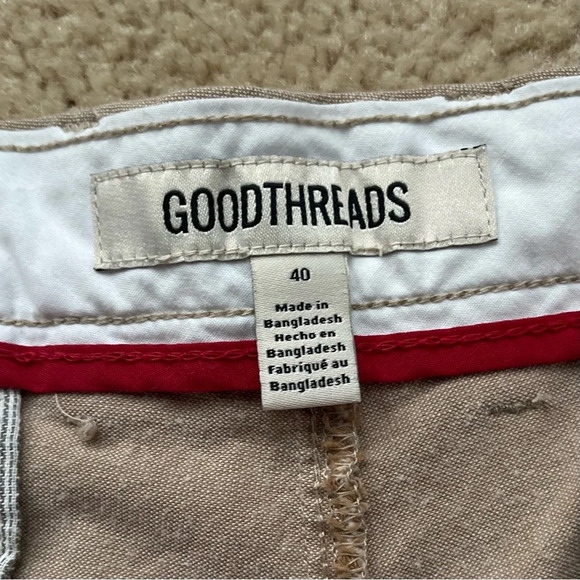 GOODTHREADS
40
Made in
Bangladesh
Hecho en
Bangladesh
Fabriqué au
Bangladesh